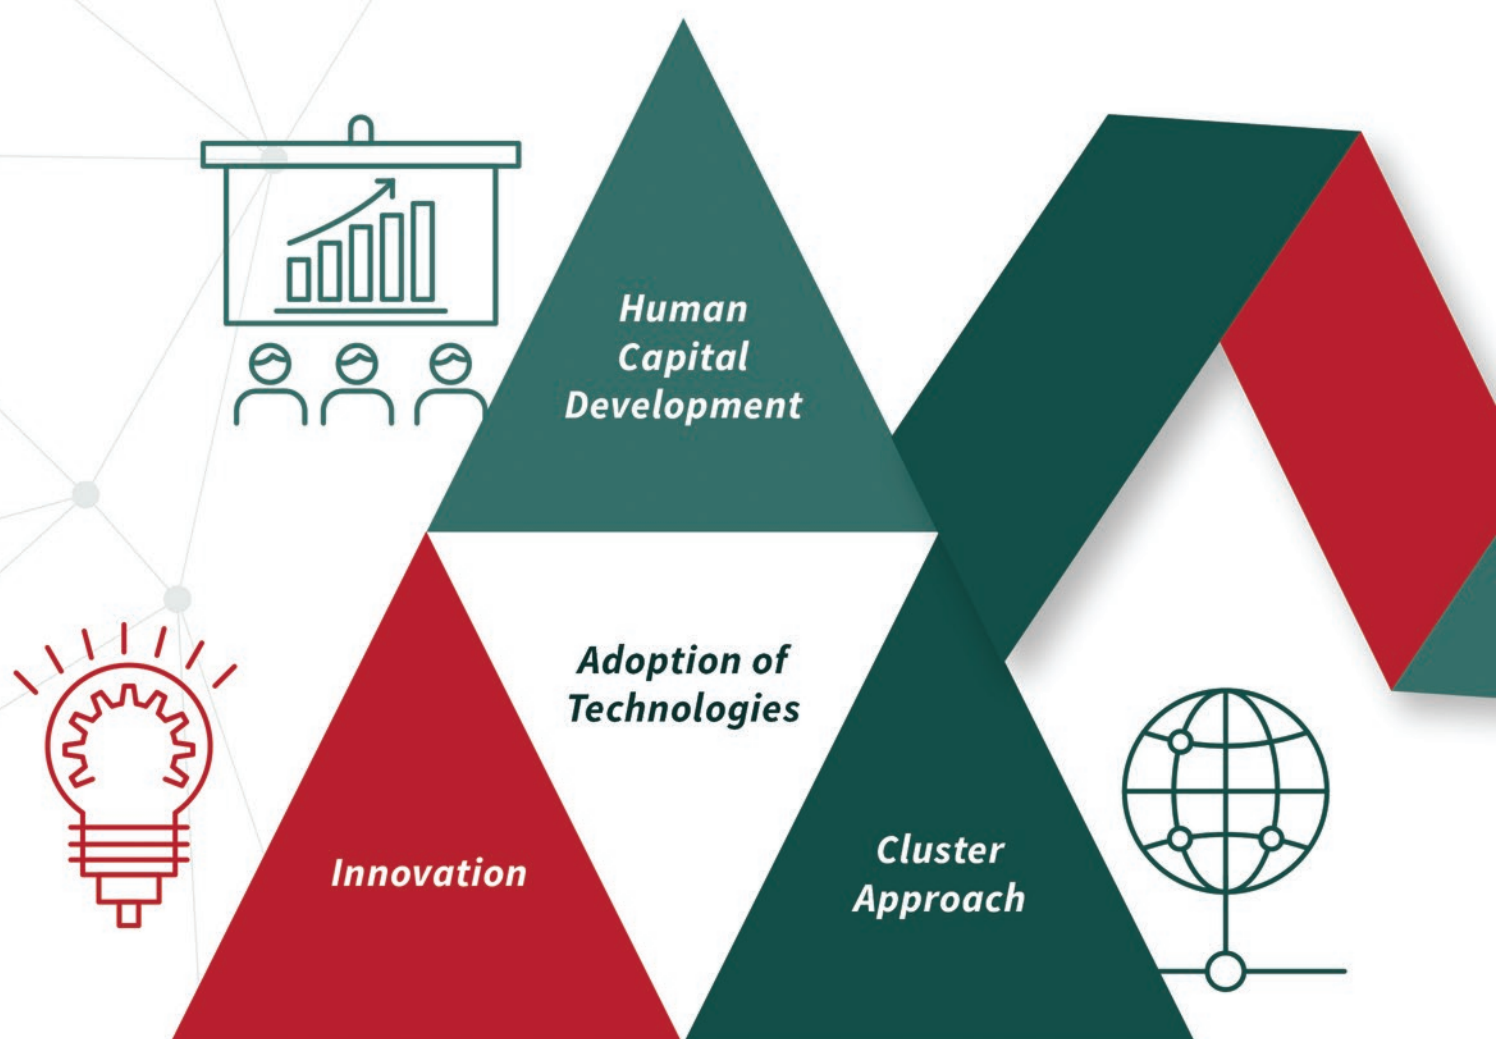 Human
Capital
Development
Adoption of
Technologies
Innovation
Cluster
Approach